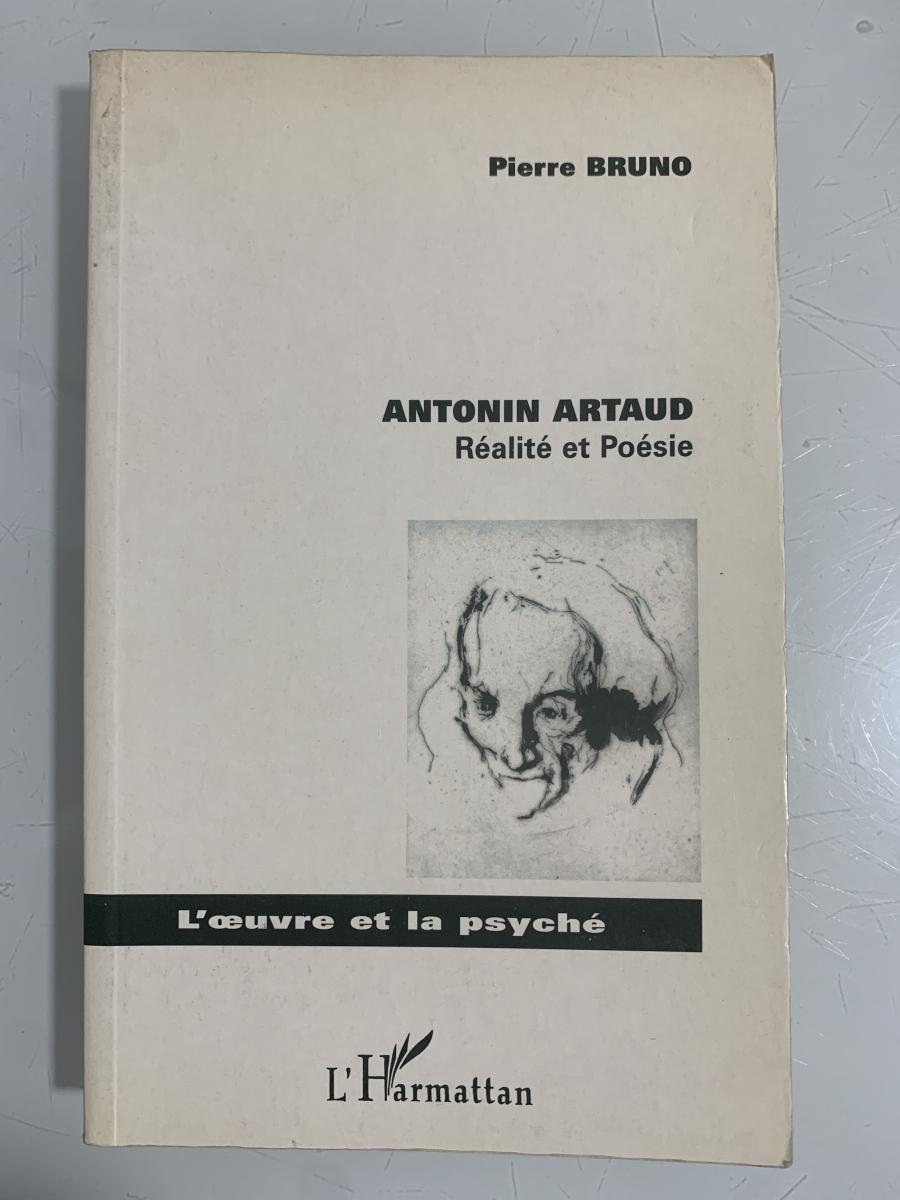 Pierre BRUNO
ANTONIN ARTAUD
Réalité et Poésie
L'œuvre et la psyché
L'Harmattan